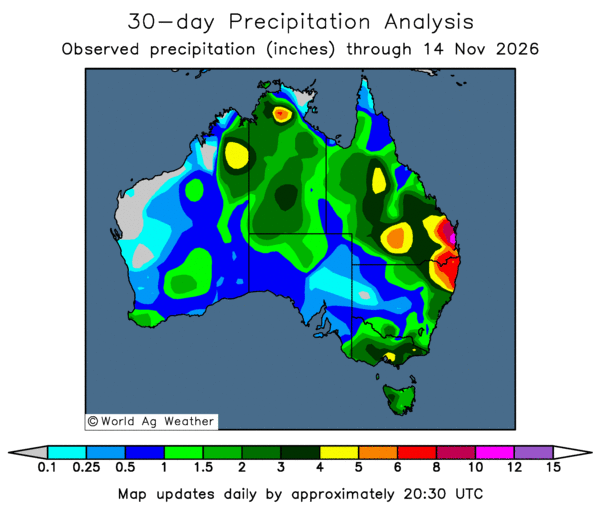 30-day Precipitation Analysis
Observed precipitation (inches) through 14 Nov 2026
©World Ag Weather
0.1 0.25 0.5 1 1.5 2 3 4 5 6 8 10 12 15
Map updates daily by approximately 20:30 UTC